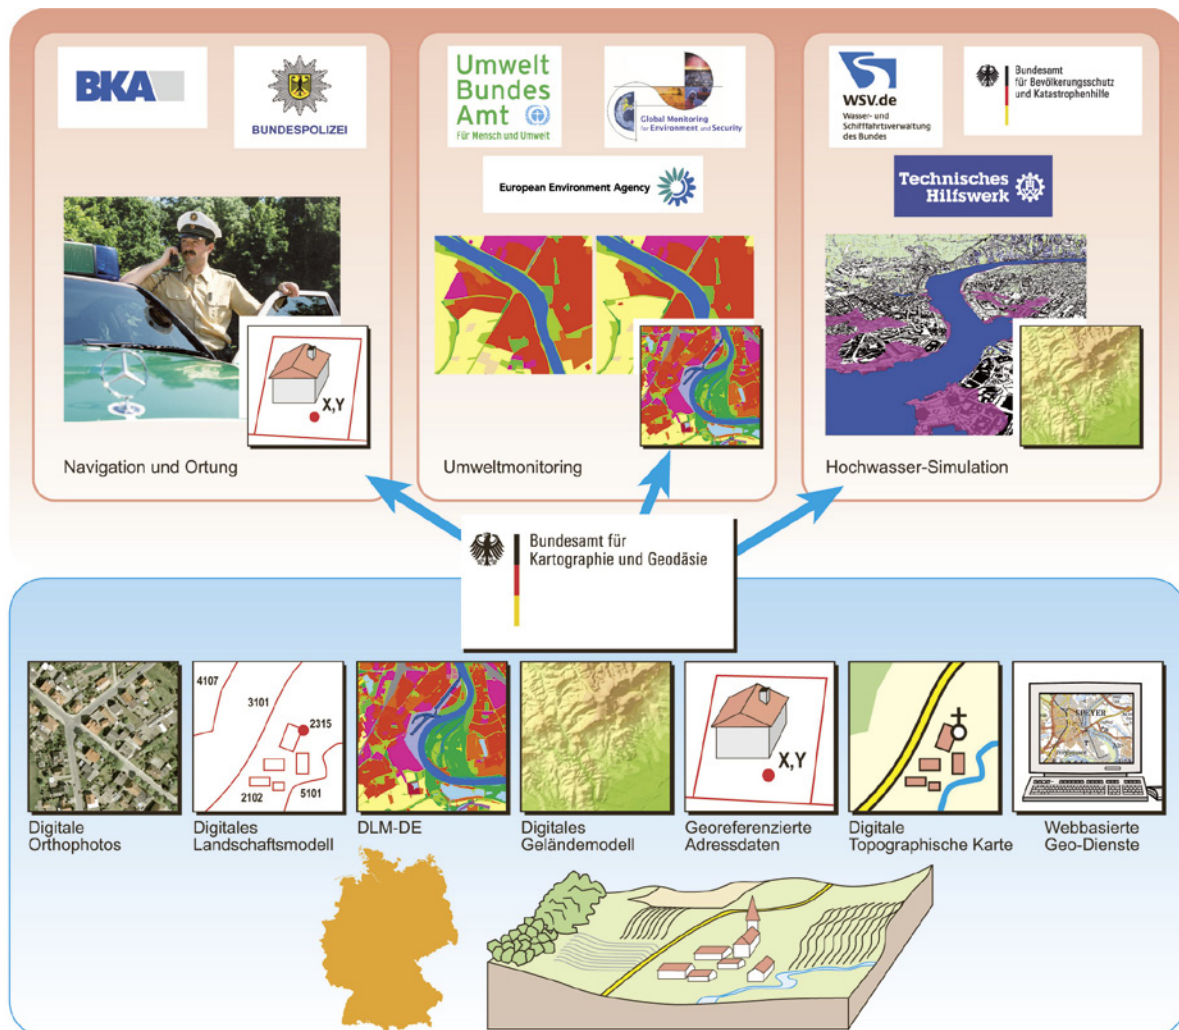 BKA
BUNDESPOLIZEI
Umwelt
Bundes
Amt
Für Mensch und Umwelt
Global Monitoring
for Environment and Security
European Environment Agency
WSV.de
Wasser- und
Schifffahrtsverwaltung
des Bundes
Bundesamt
für Bevölkerungsschutz
und Katastrophenhilfe
Technisches
Hilfswerk
X,Y
Navigation und Ortung
Umweltmonitoring
Hochwasser-Simulation
Bundesamt für
Kartographie und Geodäsie
4107
3101
2315
2102
5101
X,Y
SPEYER
Digitale
Orthophotos
Digitales
Landschaftsmodell
DLM-DE
Digitales
Geländemodell
Georeferenzierte
Adressdaten
Digitale
Topographische Karte
Webbasierte
Geo-Dienste